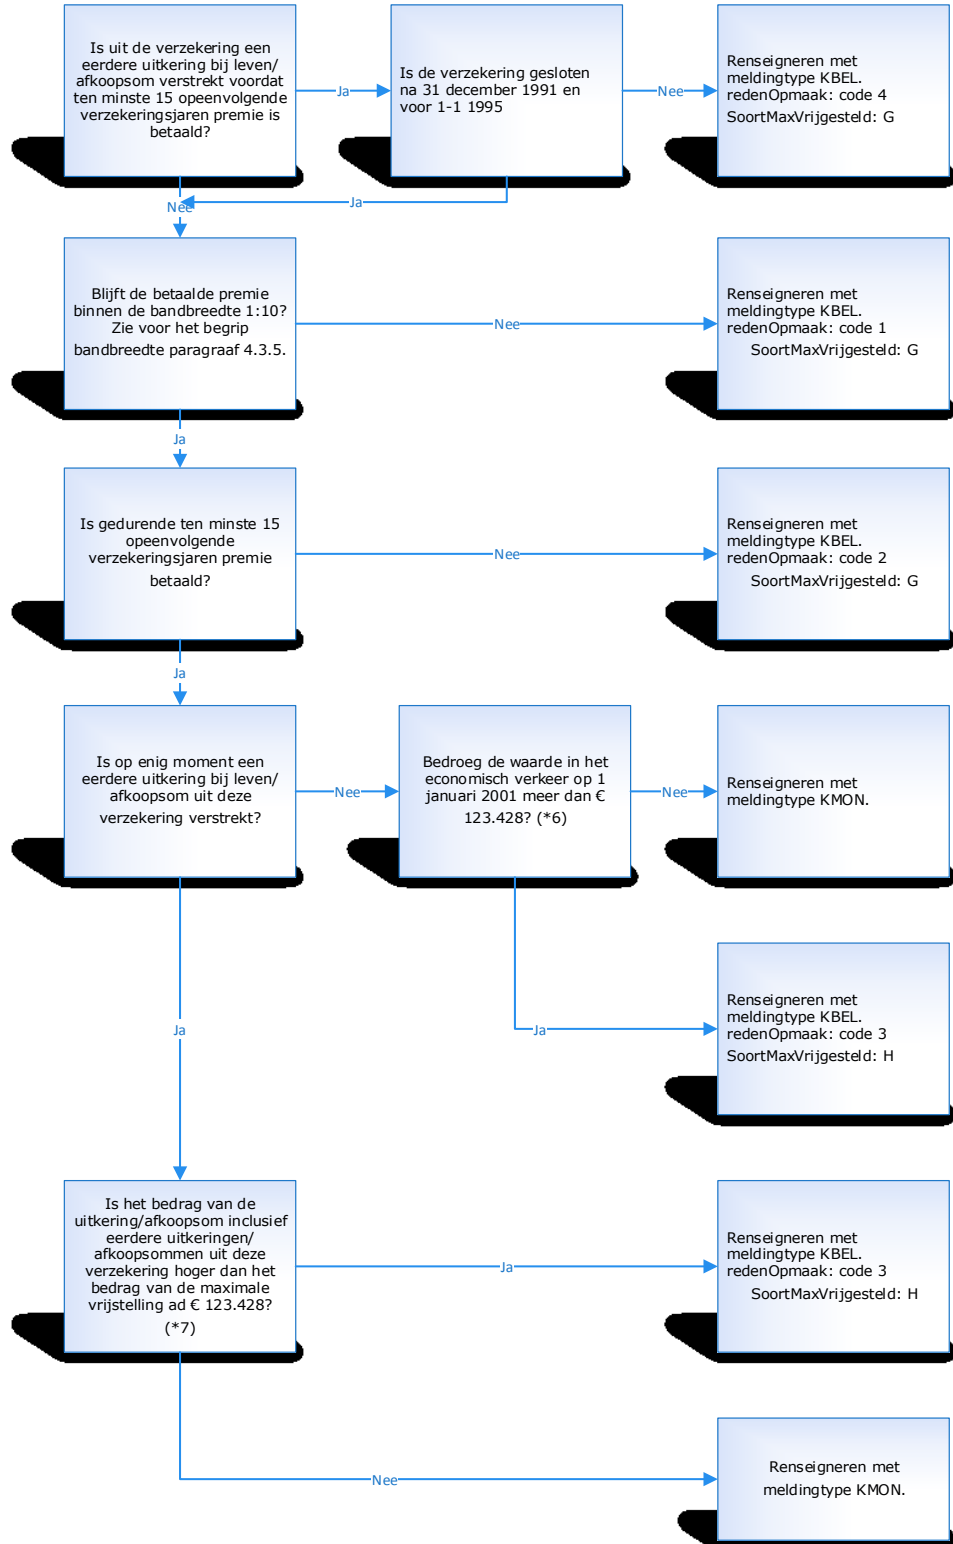 Is uit de verzekering een
eerdere uitkering bij leven/
afkoopsom verstrekt voordat
ten minste 15 opeenvolgende
verzekeringsjaren premie is
betaald?
Ja
Is de verzekering gesloten
na 31 december 1991 en
voor 1-1 1995
Nee
Renseigneren met
meldingtype KBEL.
redenOpmaak: code 4
SoortMaxVrijgesteld: G
Nee
Ja
Blijft de betaalde premie
binnen de bandbreedte 1:10?
Zie voor het begrip
bandbreedte paragraaf 4.3.5.
Nee
Renseigneren met
meldingtype KBEL.
redenOpmaak: code 1
SoortMaxVrijgesteld: G
Ja
Is gedurende ten minste 15
opeenvolgende
verzekeringsjaren premie
betaald?
Nee
Renseigneren met
meldingtype KBEL.
redenOpmaak: code 2
SoortMaxVrijgesteld: G
Ja
Is op enig moment een
eerdere uitkering bij leven/
afkoopsom uit deze
verzekering verstrekt?
Nee
Bedroeg de waarde in het
economisch verkeer op 1
januari 2001 meer dan €
123.428? (*6)
Nee
Renseigneren met
meldingtype KMON.
Ja
Ja
Renseigneren met
meldingtype KBEL.
redenOpmaak: code 3
SoortMaxVrijgesteld: H
Is het bedrag van de
uitkering/afkoopsom inclusief
eerdere uitkeringen/
afkoopsommen uit deze
verzekering hoger dan het
bedrag van de maximale
vrijstelling ad € 123.428?
(*7)
Ja
Renseigneren met
meldingtype KBEL.
redenOpmaak: code 3
SoortMaxVrijgesteld: H
Nee
Renseigneren met
meldingtype KMON.